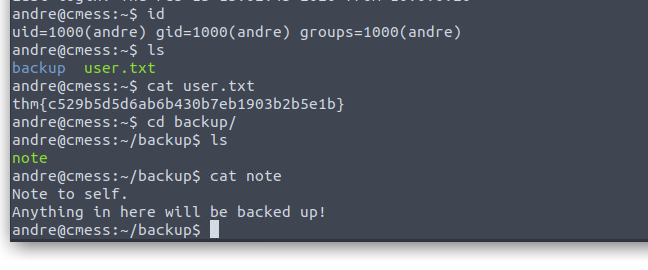 andre@cmess:~$ id
uid=1000(andre) gid=1000(andre) groups=1000(andre)
andre@cmess:~$ ls
backup  user.txt
andre@cmess:~$ cat user.txt
thm{c529b5d5d6ab6b430b7eb1903b2b5e1b}
andre@cmess:~$ cd backup/
andre@cmess:~/backup$ ls
note
andre@cmess:~/backup$ cat note
Note to self.
Anything in here will be backed up!
andre@cmess:~/backup$